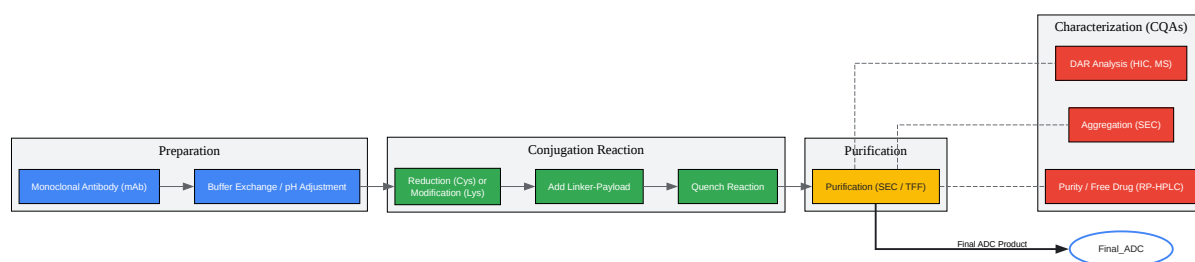 Preparation
Monoclonal Antibody (mAb)
Buffer Exchange / pH Adjustment
Conjugation Reaction
Reduction (Cys) or
Modification (Lys)
Add Linker-Payload
Quench Reaction
Purification
Purification (SEC / TFF)
Characterization (CQAs)
DAR Analysis (HIC, MS)
Aggregation (SEC)
Purity / Free Drug (RP-HPLC)
Final ADC Product
Final_ADC